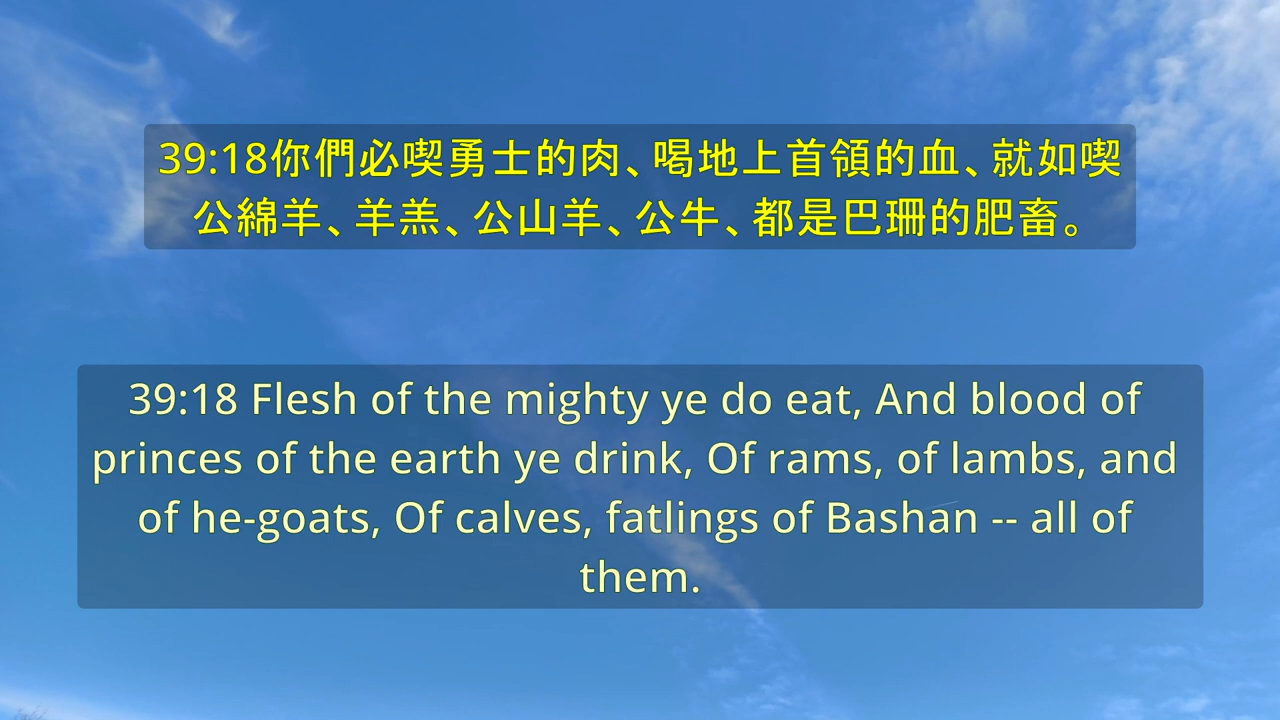 39:18你們必喫勇士的肉、喝地上首領的血、就如喫
公綿羊、羊羔、公山羊、公牛、都是巴珊的肥畜。
39:18 Flesh of the mighty ye do eat, And blood of
princes of the earth ye drink, Of rams, of lambs, and
of he-goats, Of calves, fatlings of Bashan -- all of
them.